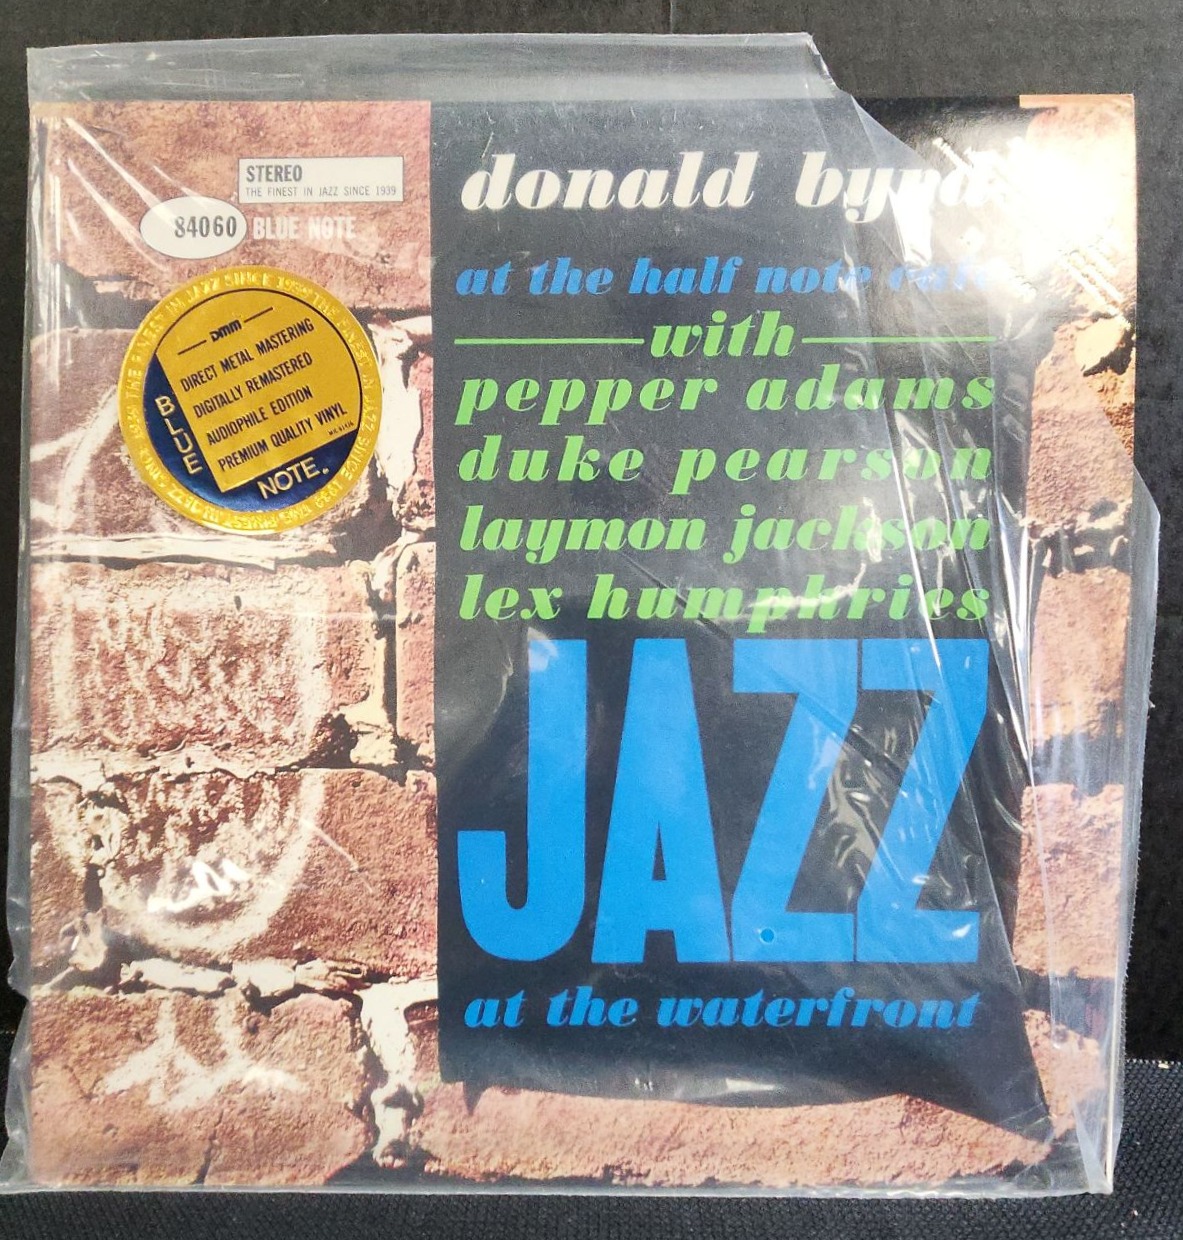 STEREO
THE FINEST IN JAZZ SINCE 1939
84060 BLUE NOTE
DMM
DIRECT METAL MASTERING
DIGITALLY REMASTERED
AUDIOPHILE EDITION
PREMIUM QUALITY VINYL
BLUE
NOTE.
donald byrd
at the half note cafe
with
pepper adams
duke pearson
laymon jackson
lex humphries
JAZZ
at the waterfront